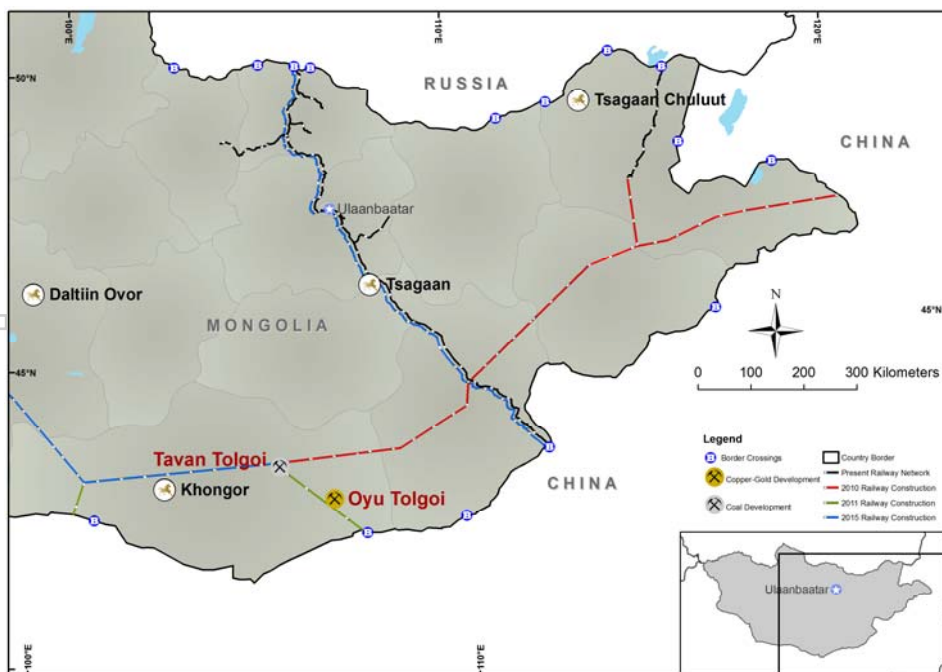 100°E
110°E
120°E
50°N
RUSSIA
Tsagaan Chuluut
CHINA
Ulaanbaatar
Daltiin Ovor
Tsagaan
MONGOLIA
N
45°N
45°N
0 100 200 300 Kilometers
Tavan Tolgoi
Khongor
Oyu Tolgoi
CHINA
Legend
B Border Crossings
Copper-Gold Development
Coal Development
Country Border
Present Railway Network
2010 Railway Construction
2011 Railway Construction
2015 Railway Construction
Ulaanbaatar
100°E
110°E